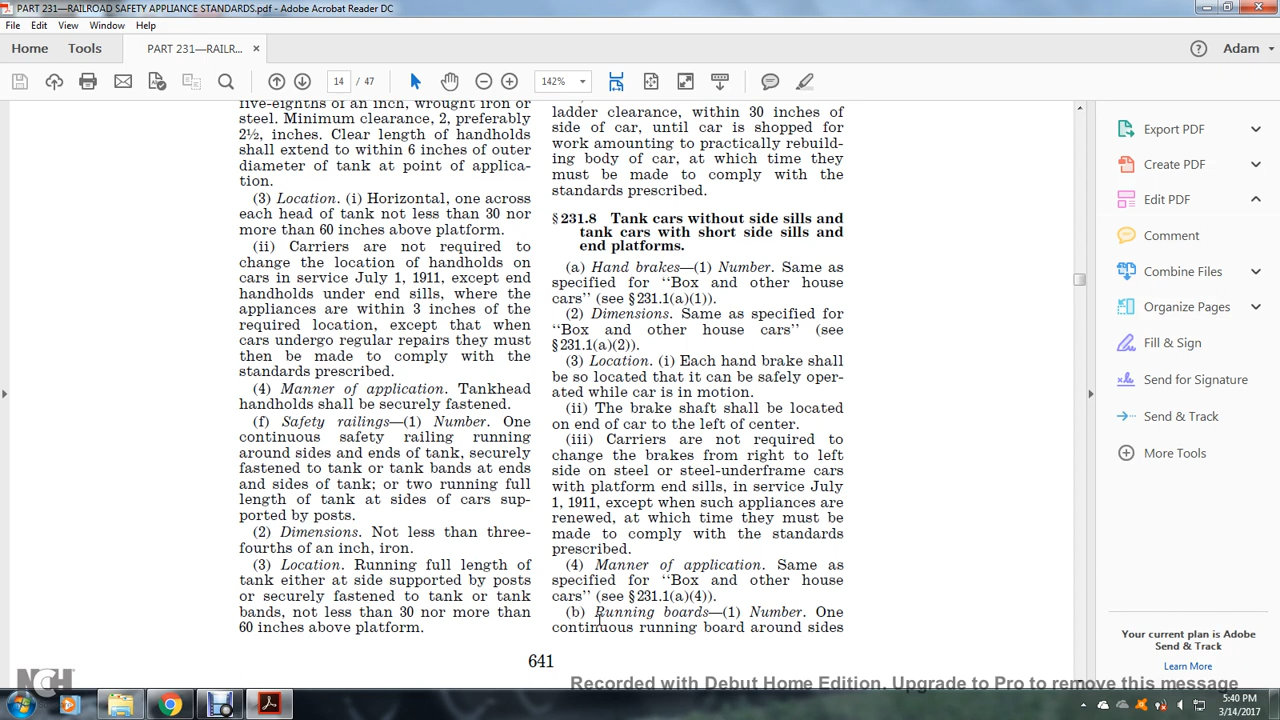 PART 231—RAILROAD SAFETY APPLIANCE STANDARDS.pdf - Adobe Acrobat Reader DC
File Edit View Window Help
Home Tools PART 231—RAILR... × Adam
14 / 47 142%
five-eighths of an inch, wrought iron or
steel. Minimum clearance, 2, preferably
2½, inches. Clear length of handholds
shall extend to within 6 inches of outer
diameter of tank at point of applica-
tion.
(3) Location. (i) Horizontal, one across
each head of tank not less than 30 nor
more than 60 inches above platform.
(ii) Carriers are not required to
change the location of handholds on
cars in service July 1, 1911, except end
handholds under end sills, where the
appliances are within 3 inches of the
required location, except that when
cars undergo regular repairs they must
then be made to comply with the
standards prescribed.
(4) Manner of application. Tankhead
handholds shall be securely fastened.
(f) Safety railings—(1) Number. One
continuous safety railing running
around sides and ends of tank, securely
fastened to tank or tank bands at ends
and sides of tank; or two running full
length of tank at sides of cars sup-
ported by posts.
(2) Dimensions. Not less than three-
fourths of an inch, iron.
(3) Location. Running full length of
tank either at side supported by posts
or securely fastened to tank or tank
bands, not less than 30 nor more than
60 inches above platform.
ladder clearance, within 30 inches of
side of car, until car is shopped for
work amounting to practically rebuild-
ing body of car, at which time they
must be made to comply with the
standards prescribed.
§ 231.8 Tank cars without side sills and
tank cars with short side sills and
end platforms.
(a) Hand brakes—(1) Number. Same as
specified for ‘‘Box and other house
cars’’ (see § 231.1(a)(1)).
(2) Dimensions. Same as specified for
‘‘Box and other house cars’’ (see
§ 231.1(a)(2)).
(3) Location. (i) Each hand brake shall
be so located that it can be safely oper-
ated while car is in motion.
(ii) The brake shaft shall be located
on end of car to the left of center.
(iii) Carriers are not required to
change the brakes from right to left
side on steel or steel-underframe cars
with platform end sills, in service July
1, 1911, except when such appliances are
renewed, at which time they must be
made to comply with the standards
prescribed.
(4) Manner of application. Same as
specified for ‘‘Box and other house
cars’’ (see § 231.1(a)(4)).
(b) Running boards—(1) Number. One
continuous running board around sides
641
Export PDF
Create PDF
Edit PDF
Comment
Combine Files
Organize Pages
Fill & Sign
Send for Signature
Send & Track
More Tools
Your current plan is Adobe
Send & Track
Learn More
NCH
Recorded with Debut Home Edition. Upgrade to Pro to remove this message
5:40 PM
3/14/2017